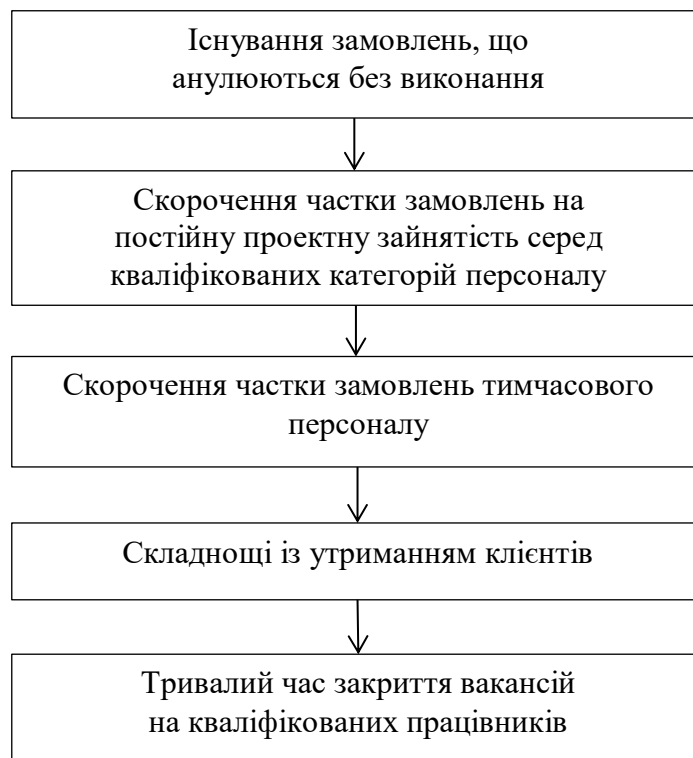 Існування замовлень, що
анулюються без виконання
Скорочення частки замовлень на
постійну проектну зайнятість серед
кваліфікованих категорій персоналу
Скорочення частки замовлень тимчасового
персоналу
Складнощі із утриманням клієнтів
Тривалий час закриття вакансій
на кваліфікованих працівників